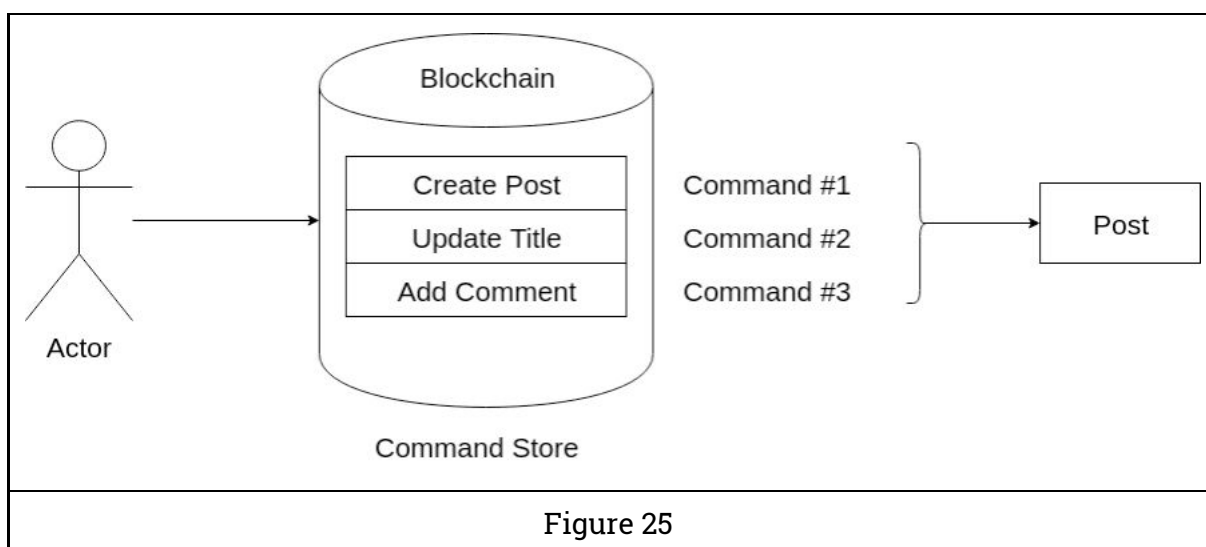 Blockchain
Create Post
Command #1
Update Title
Command #2
Post
Add Comment
Command #3
Actor
Command Store
Figure 25